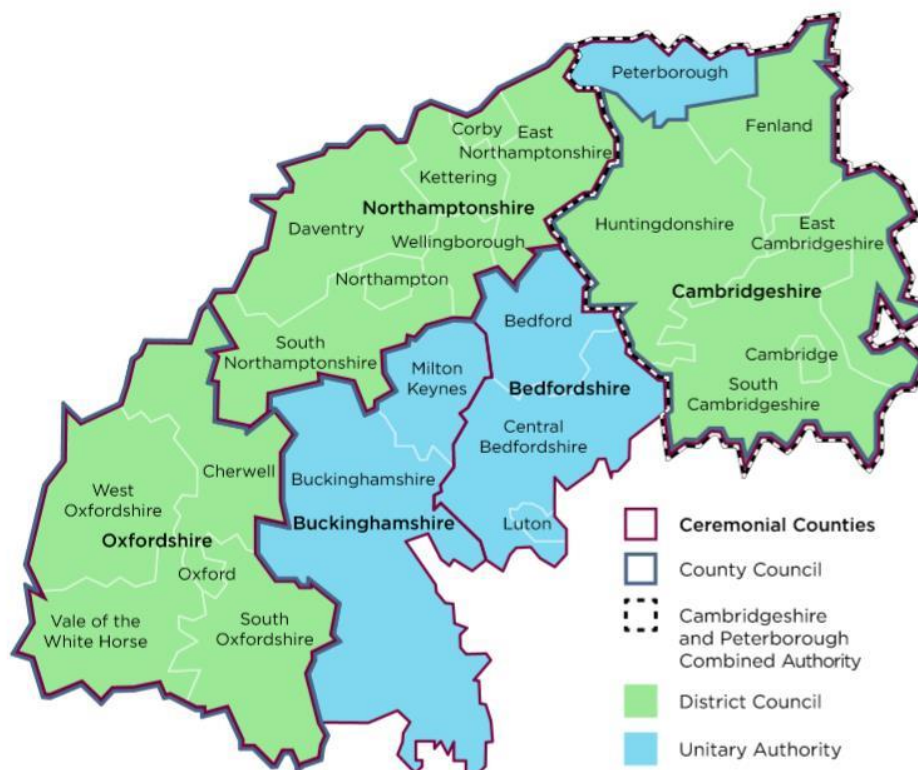 Peterborough
Fenland
Corby
East
Northamptonshire
Kettering
Northamptonshire
Daventry
Wellingborough
Northampton
South
Northamptonshire
Huntingdonshire
East
Cambridgeshire
Cambridgeshire
Cambridge
South
Cambridgeshire
Bedford
Milton
Keynes
Bedfordshire
Central
Bedfordshire
Luton
Buckinghamshire
Buckinghamshire
Cherwell
West
Oxfordshire
Oxfordshire
Oxford
Vale of the
White Horse
South
Oxfordshire
Ceremonial Counties
County Council
Cambridgeshire
and Peterborough
Combined Authority
District Council
Unitary Authority